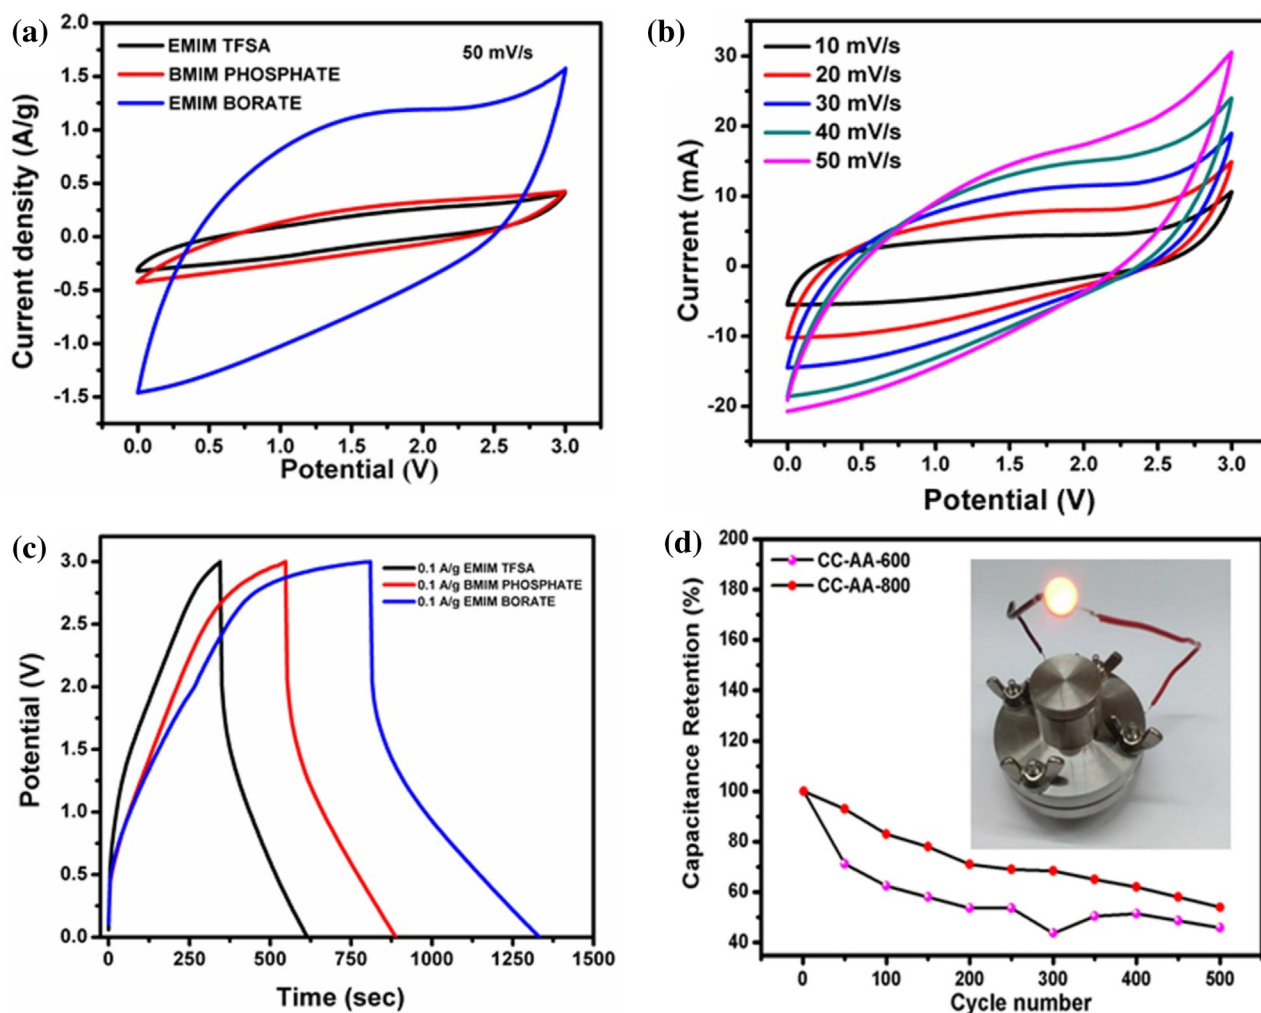 (a)
2.0
1.5
1.0
0.5
0.0
-0.5
-1.0
-1.5
Current density (A/g)
EMIM TFSA
BMIM PHOSPHATE
EMIM BORATE
50 mV/s
0.0 0.5 1.0 1.5 2.0 2.5 3.0
Potential (V)
(b)
30
20
10
0
-10
-20
Currrent (mA)
10 mV/s
20 mV/s
30 mV/s
40 mV/s
50 mV/s
0.0 0.5 1.0 1.5 2.0 2.5 3.0
Potential (V)
(c)
3.0
2.5
2.0
1.5
1.0
0.5
0.0
Potential (V)
0.1 A/g EMIM TFSA
0.1 A/g BMIM PHOSPHATE
0.1 A/g EMIM BORATE
0 250 500 750 1000 1250 1500
Time (sec)
(d)
200
180
160
140
120
100
80
60
40
Capacitance Retention (%)
CC-AA-600
CC-AA-800
0 100 200 300 400 500
Cycle number